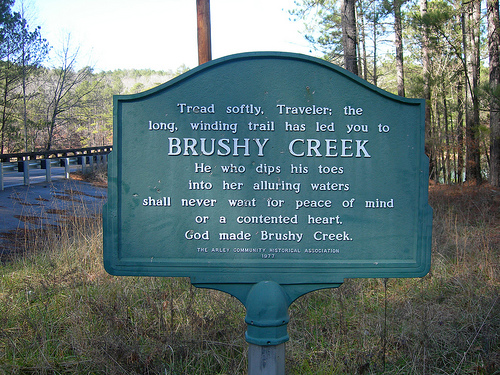 Tread softly, Traveler; the
long, winding trail has led you to
BRUSHY CREEK
He who dips his toes
into her alluring waters
shall never want for peace of mind
or a contented heart.
God made Brushy Creek.
THE ARLEY COMMUNITY HISTORICAL ASSOCIATION
1977